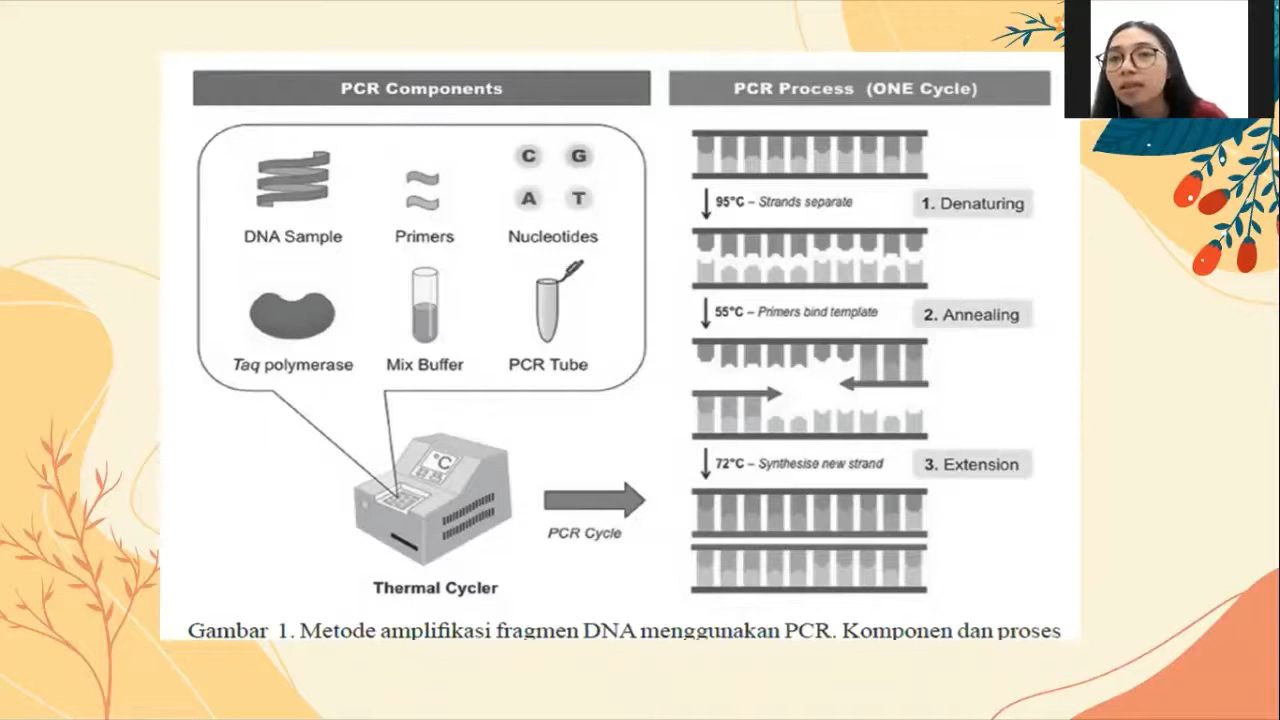 PCR Components
C G
A T
DNA Sample Primers Nucleotides
Taq polymerase Mix Buffer PCR Tube
°C
PCR Cycle
Thermal Cycler
PCR Process (ONE Cycle)
95°C – Strands separate 1. Denaturing
55°C – Primers bind template 2. Annealing
72°C – Synthesise new strand 3. Extension
Gambar 1. Metode amplifikasi fragmen DNA menggunakan PCR. Komponen dan proses